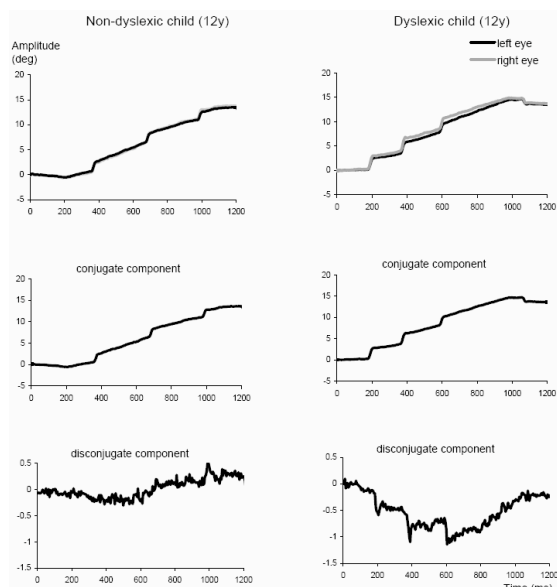 Non-dyslexic child (12y)
Dyslexic child (12y)
Amplitude
(deg)
left eye
right eye
20
15
10
5
0
-5
0 200 400 600 800 1000 1200
20
15
10
5
0
-5
0 200 400 600 800 1000 1200
conjugate component
20
15
10
5
0
-5
0 200 400 600 800 1000 1200
conjugate component
20
15
10
5
0
-5
0 200 400 600 800 1000 1200
disconjugate component
0.5
0
-0.5
-1
-1.5
0 200 400 600 800 1000 1200
disconjugate component
0.5
0
-0.5
-1
-1.5
0 200 400 600 800 1000 1200
Time (ms)